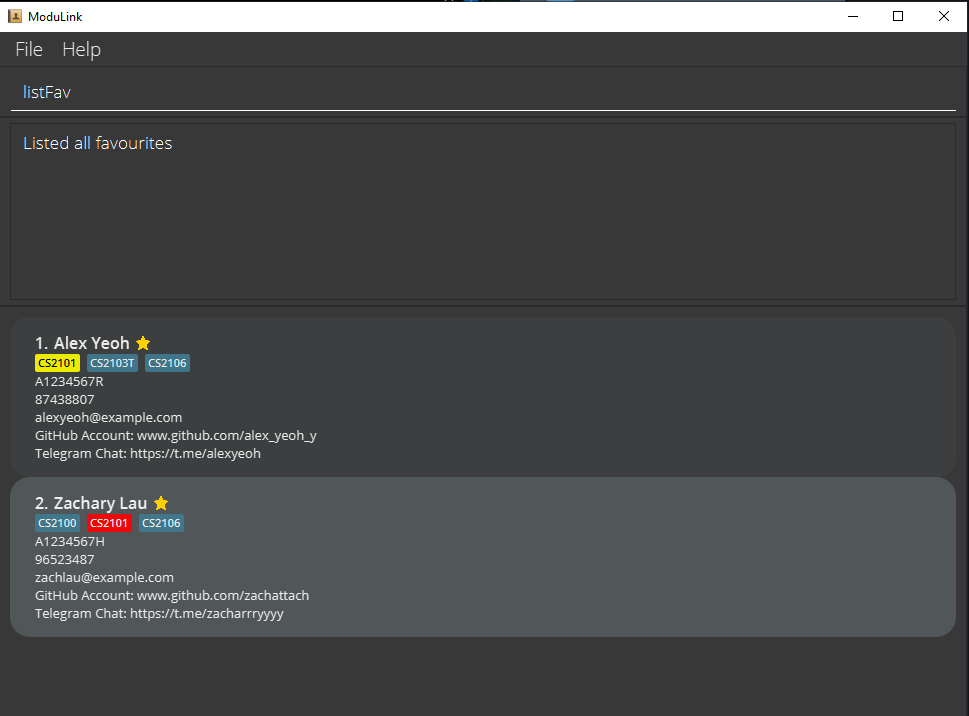 ModuLink
File Help
listFav
Listed all favourites
1. Alex Yeoh
CS2101 CS2103T CS2106
A1234567R
87438807
alexyeoh@example.com
GitHub Account: www.github.com/alex_yeoh_y
Telegram Chat: https://t.me/alexyeoh
2. Zachary Lau
CS2100 CS2101 CS2106
A1234567H
96523487
zachlau@example.com
GitHub Account: www.github.com/zachattach
Telegram Chat: https://t.me/zacharrryyyy